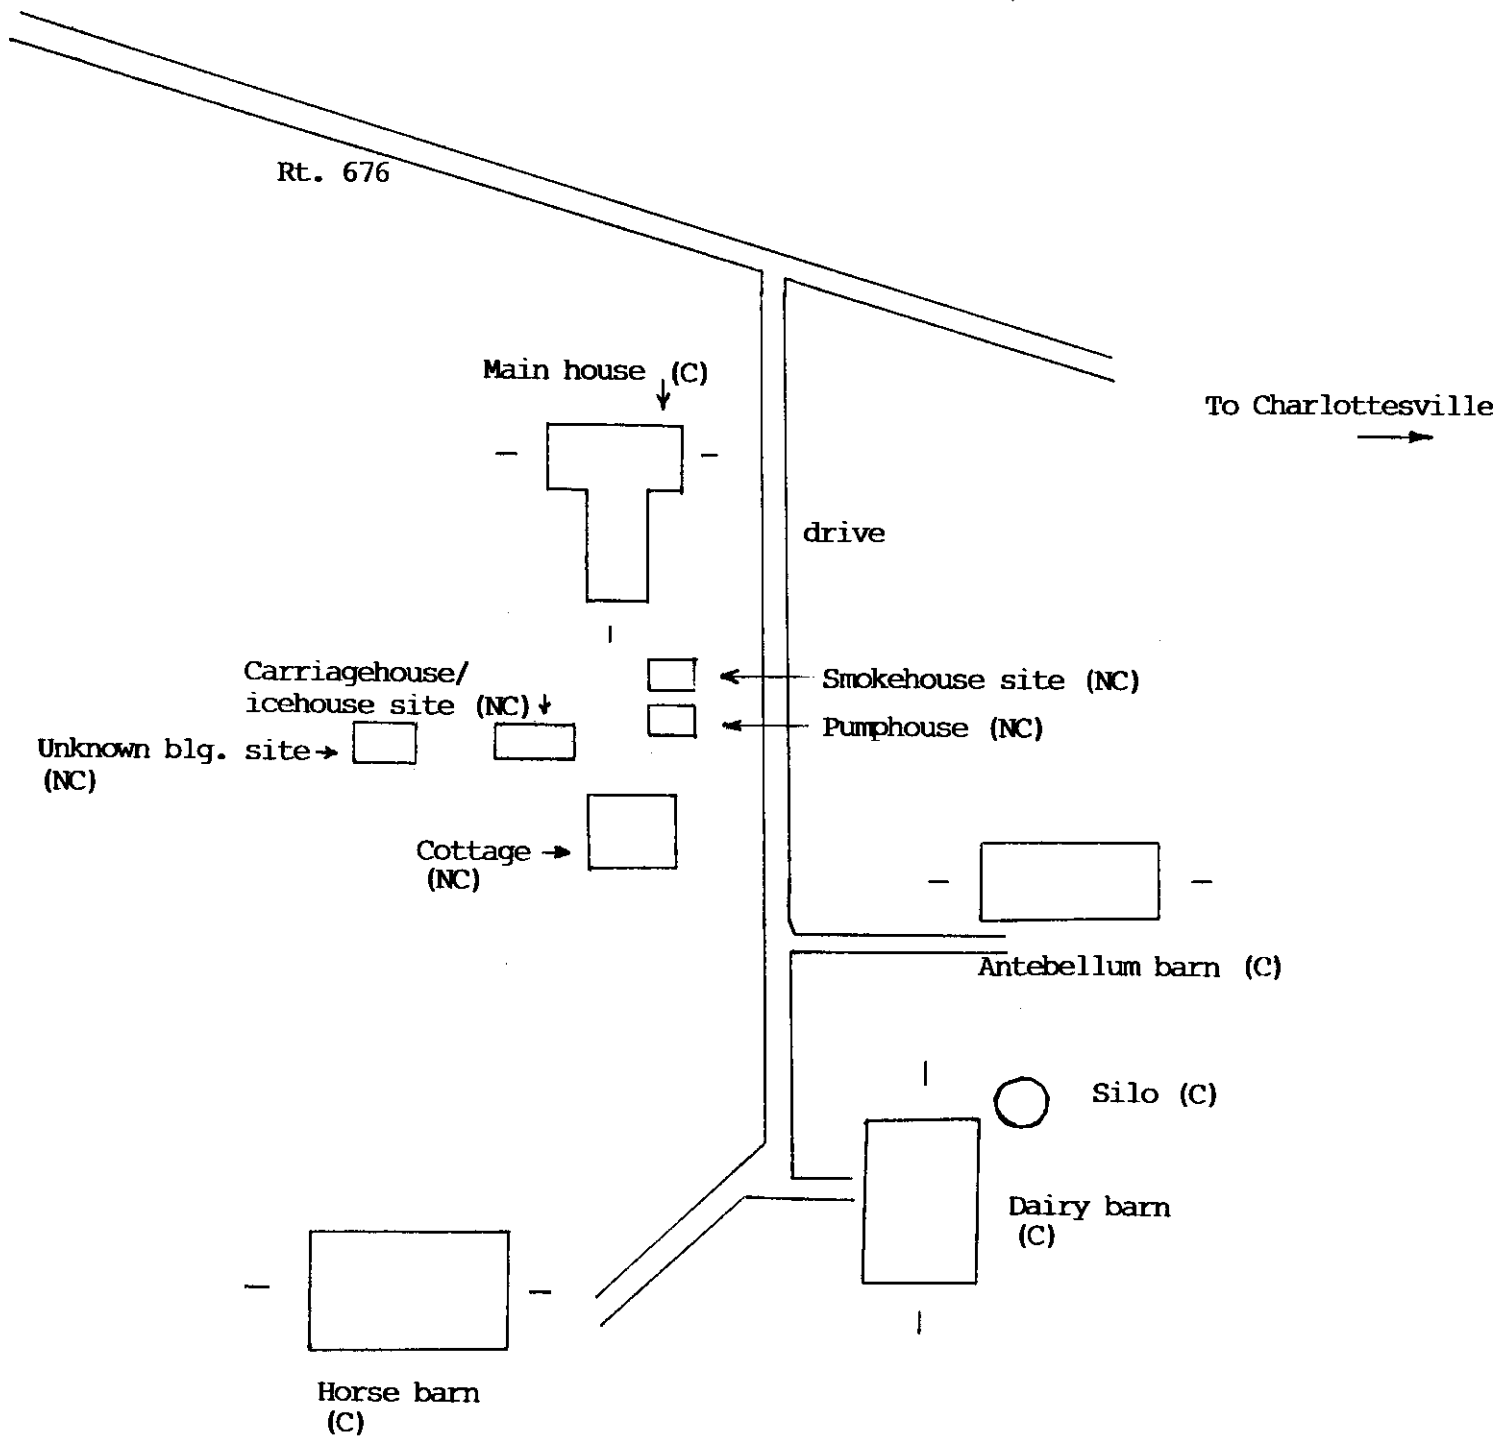 Rt. 676
Main house (C)
To Charlottesville
drive
Carriagehouse/
icehouse site (NC)
Smokehouse site (NC)
Pumphouse (NC)
Unknown blg. site
(NC)
Cottage
(NC)
Antebellum barn (C)
Silo (C)
Dairy barn
(C)
Horse barn
(C)